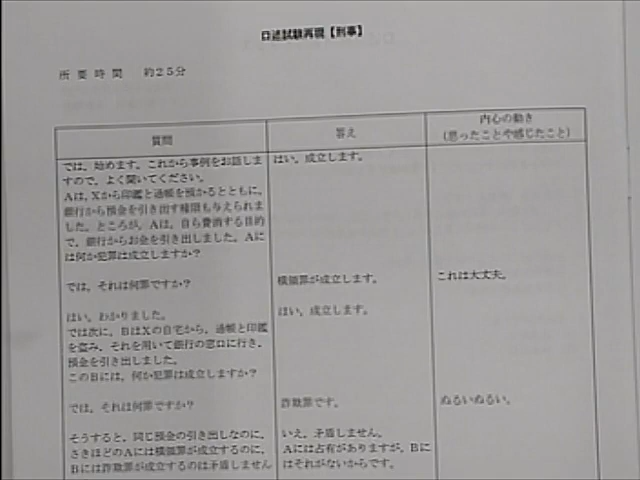 口述試験再現【刑事】
所要時間　約25分
質問
答え
内心の動き
（思ったことや感じたこと）
では、始めます。これから事例をお話しま
すので、よく聞いてください。
Aは、Xから印鑑と通帳を預かるとともに、
銀行から預金を引き出す権限も与えられま
した。ところが、Aは、自ら費消する目的
で、銀行からお金を引き出しました。Aに
は何か犯罪は成立しますか？
はい、成立します。
では、それは何罪ですか？
横領罪が成立します。
これは大丈夫。
はい、わかりました。
では次に、BはXの自宅から、通帳と印鑑
を盗み、それを用いて銀行の窓口に行き、
預金を引き出しました。
このBには、何か犯罪は成立しますか？
はい、成立します。
では、それは何罪ですか？
詐欺罪です。
ぬるいぬるい。
そうすると、同じ預金の引き出しなのに、
さきほどのAには横領罪が成立するのに、
Bには詐欺罪が成立するのは矛盾しません
いえ、矛盾しません。
Aには占有がありますが、Bに
はそれがないからです。